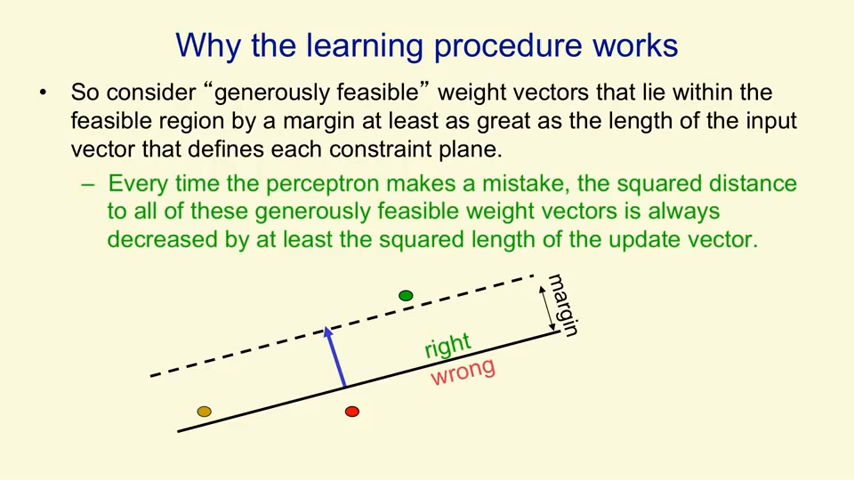 Why the learning procedure works
• So consider “generously feasible” weight vectors that lie within the
feasible region by a margin at least as great as the length of the input
vector that defines each constraint plane.
– Every time the perceptron makes a mistake, the squared distance
to all of these generously feasible weight vectors is always
decreased by at least the squared length of the update vector.
margin
right
wrong